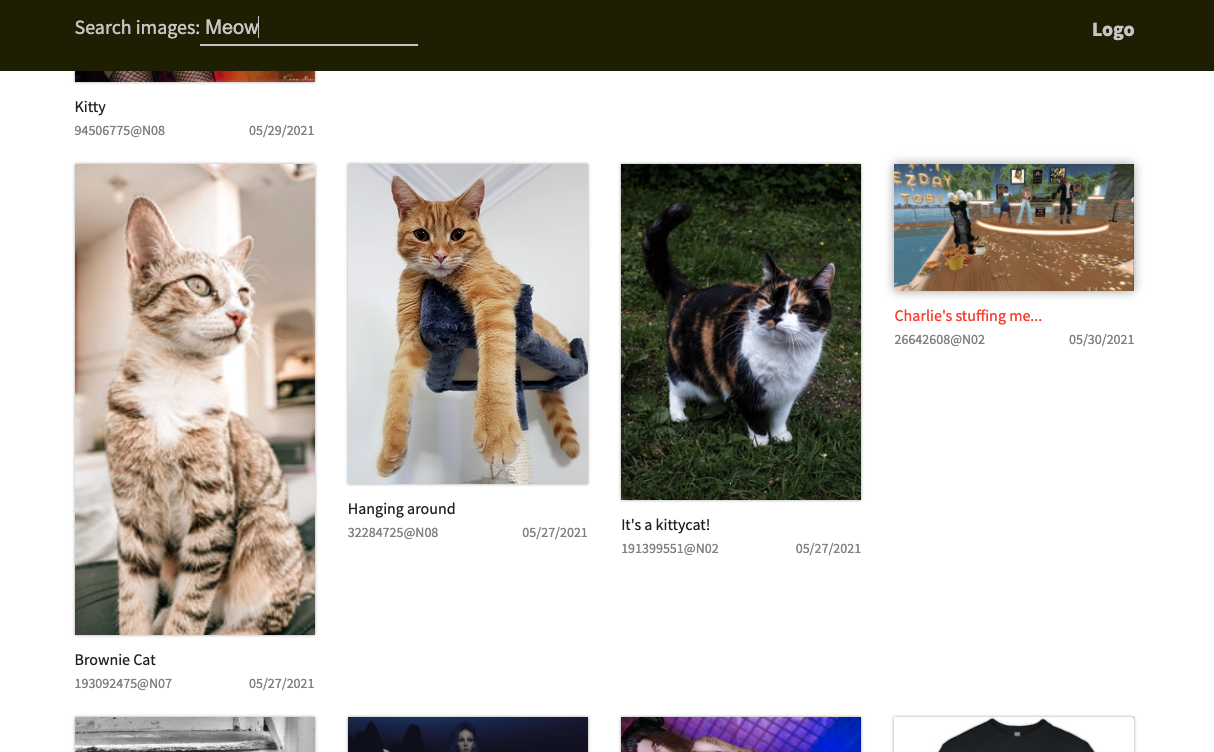 Search images: Meow
Logo
Kitty
94506775@N08 05/29/2021
EZDAY
TOBI
Brownie Cat
193092475@N07 05/27/2021
Hanging around
32284725@N08 05/27/2021
It's a kittycat!
191399551@N02 05/27/2021
Charlie's stuffing me...
26642608@N02 05/30/2021